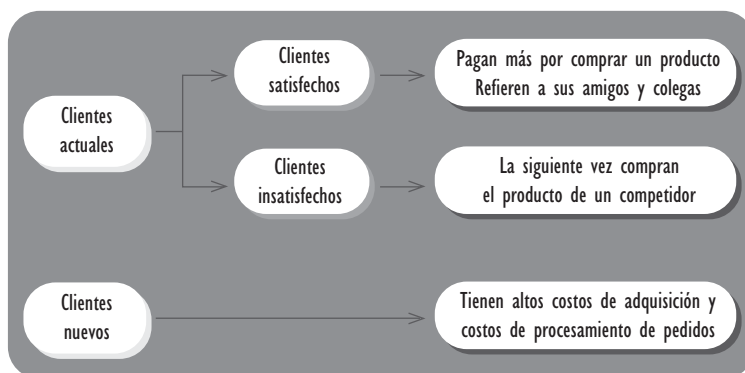 Clientes
actuales
Clientes
satisfechos
Pagan más por comprar un producto
Refieren a sus amigos y colegas
Clientes
insatisfechos
La siguiente vez compran
el producto de un competidor
Clientes
nuevos
Tienen altos costos de adquisición y
costos de procesamiento de pedidos